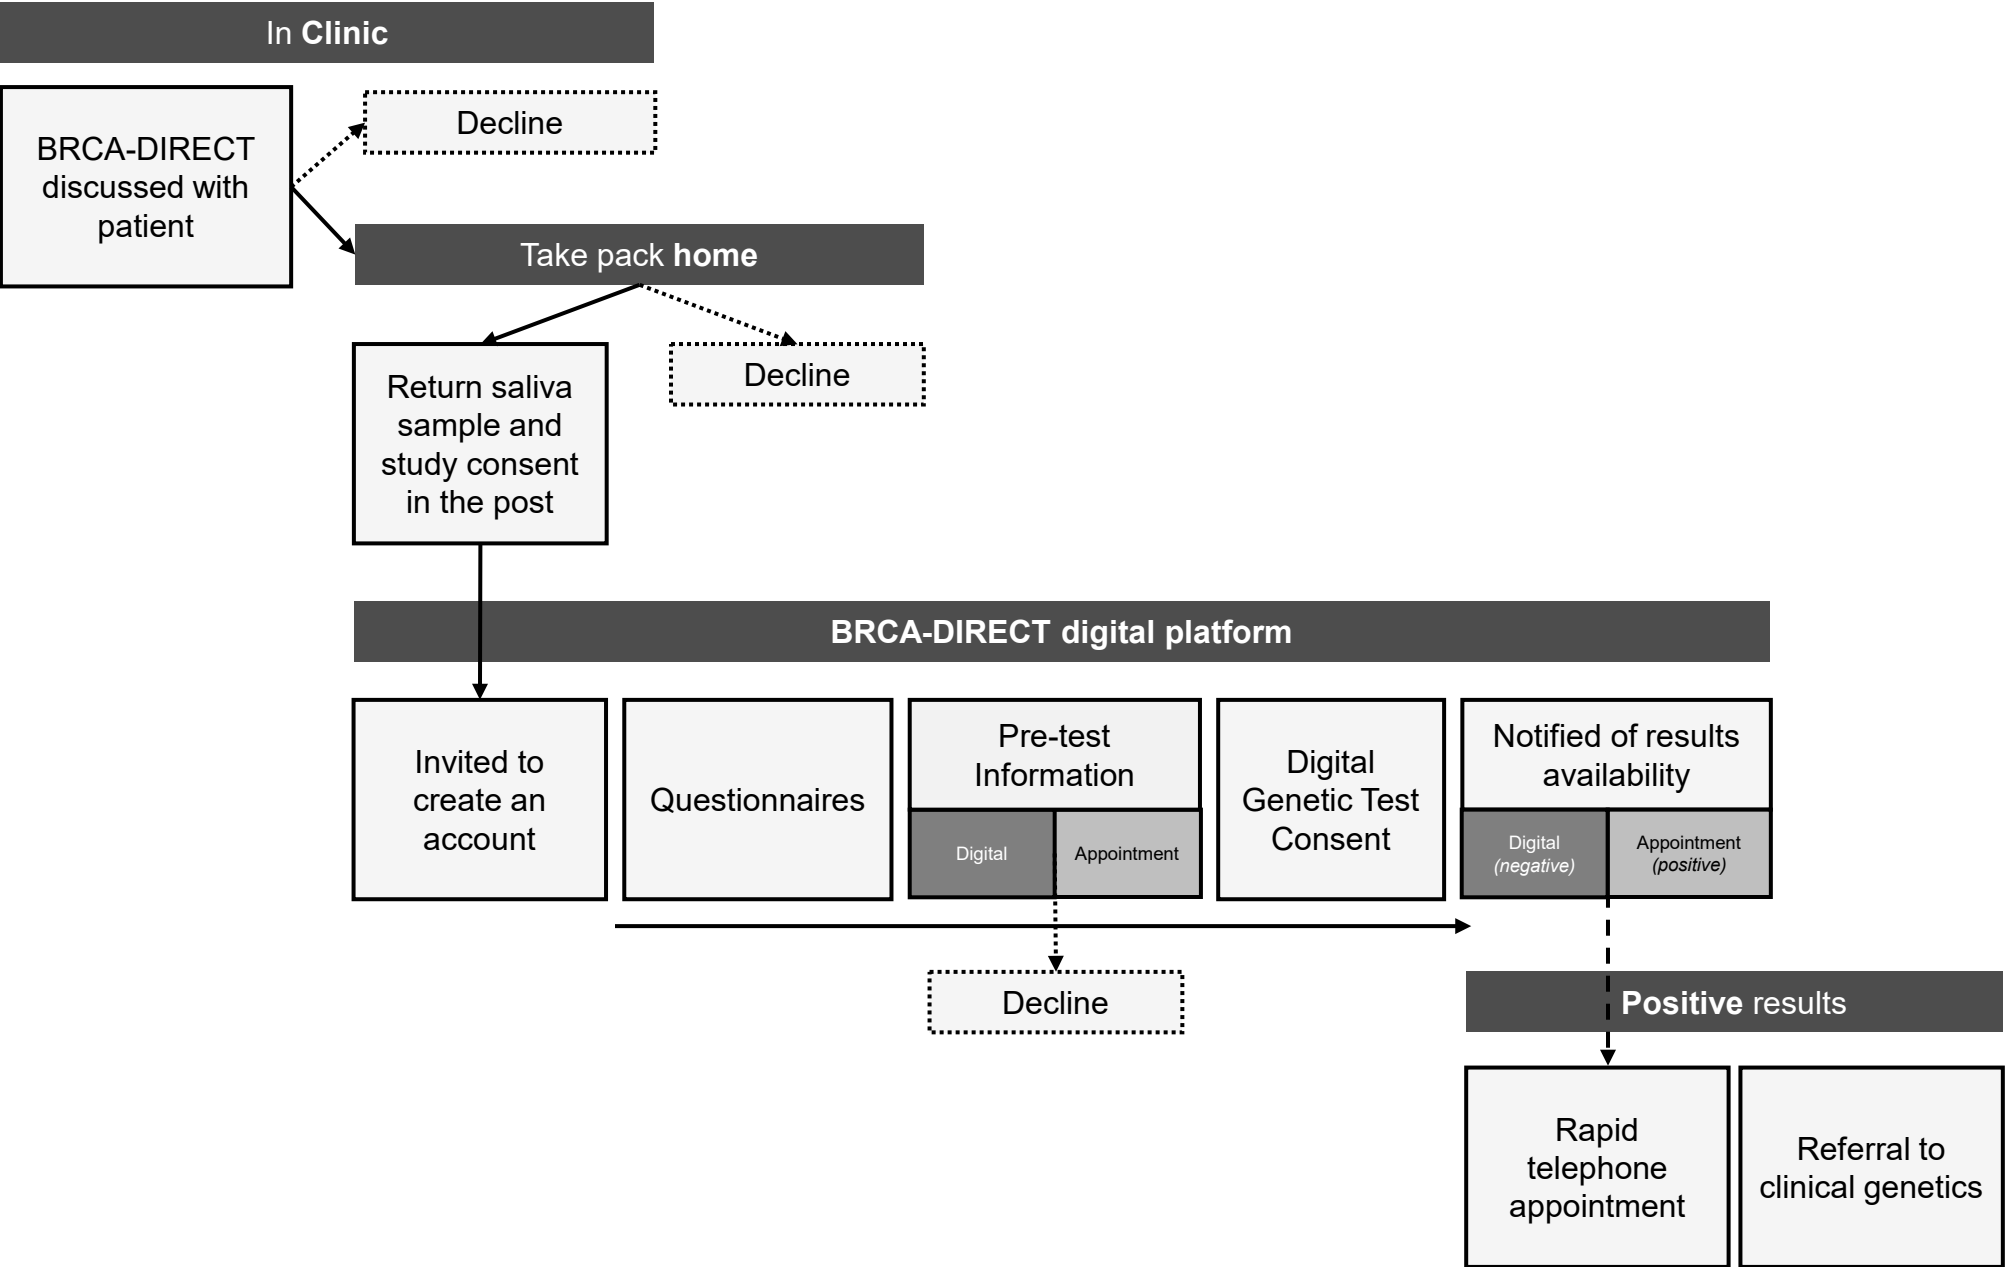 In Clinic
BRCA-DIRECT
discussed with
patient
Decline
Take pack home
Return saliva
sample and
study consent
in the post
Decline
BRCA-DIRECT digital platform
Invited to
create an
account
Questionnaires
Pre-test
Information
Digital
Appointment
Digital
Genetic Test
Consent
Notified of results
availability
Digital
(negative)
Appointment
(positive)
Decline
Positive results
Rapid
telephone
appointment
Referral to
clinical genetics